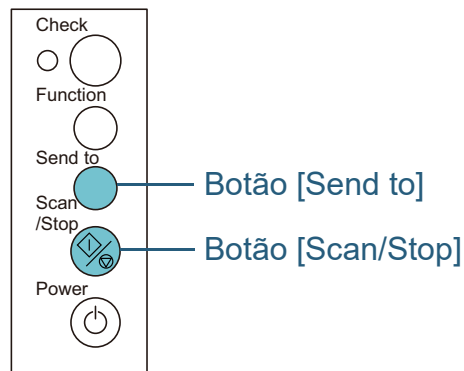 Check
Function
Send to
Botão [Send to]
Scan
/Stop
Botão [Scan/Stop]
Power